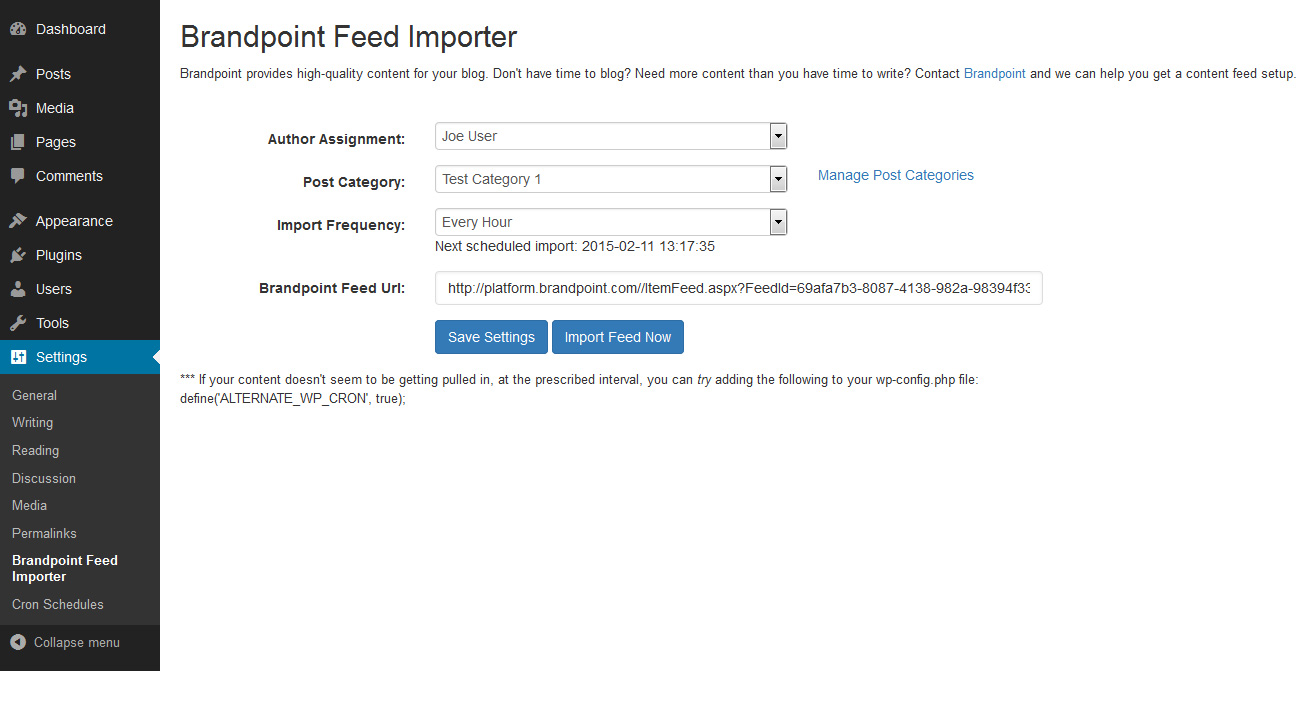 Dashboard
Posts
Media
Pages
Comments
Appearance
Plugins
Users
Tools
Settings
General
Writing
Reading
Discussion
Media
Permalinks
Brandpoint Feed
Importer
Cron Schedules
Collapse menu
Brandpoint Feed Importer
Brandpoint provides high-quality content for your blog. Don't have time to blog? Need more content than you have time to write? Contact Brandpoint and we can help you get a content feed setup.
Author Assignment: Joe User
Post Category: Test Category 1 Manage Post Categories
Import Frequency: Every Hour
Next scheduled import: 2015-02-11 13:17:35
Brandpoint Feed Url: http://platform.brandpoint.com//ItemFeed.aspx?FeedId=69afa7b3-8087-4138-982a-98394f33
Save Settings Import Feed Now
*** If your content doesn't seem to be getting pulled in, at the prescribed interval, you can try adding the following to your wp-config.php file:
define('ALTERNATE_WP_CRON', true);